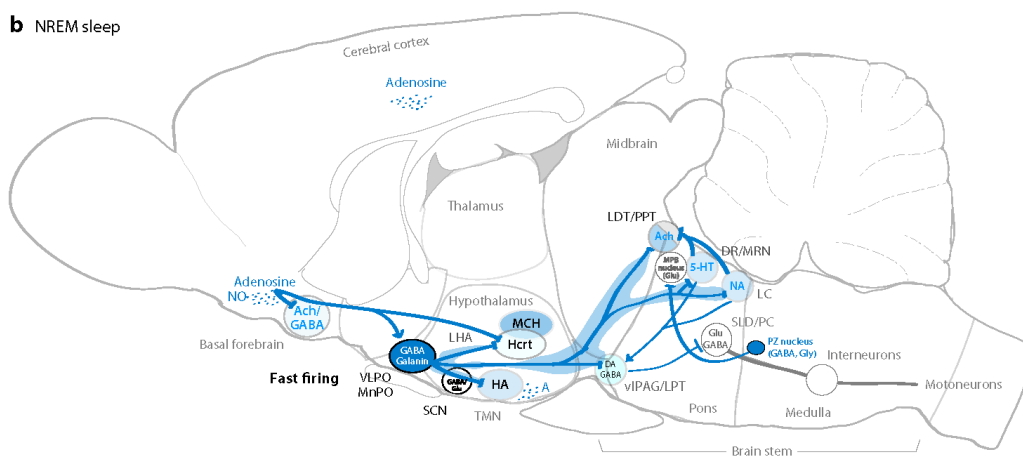 b NREM sleep
Cerebral cortex
Adenosine
Midbrain
Thalamus
LDT/PPT
Ach
DR/MRN
MPB
nucleus
(Glu)
5-HT
Adenosine
NO
NA
LC
Hypothalamus
Ach/
GABA
MCH
SLD/PC
LHA
Hcrt
Glu
GABA
PZ nucleus
(GABA, Gly)
Basal forebrain
GABA
Galanin
Interneurons
Fast firing
VLPO
MnPO
GABA/
Glu
HA
A
DA
GABA
vlPAG/LPT
Motoneurons
SCN
TMN
Pons
Medulla
Brain stem